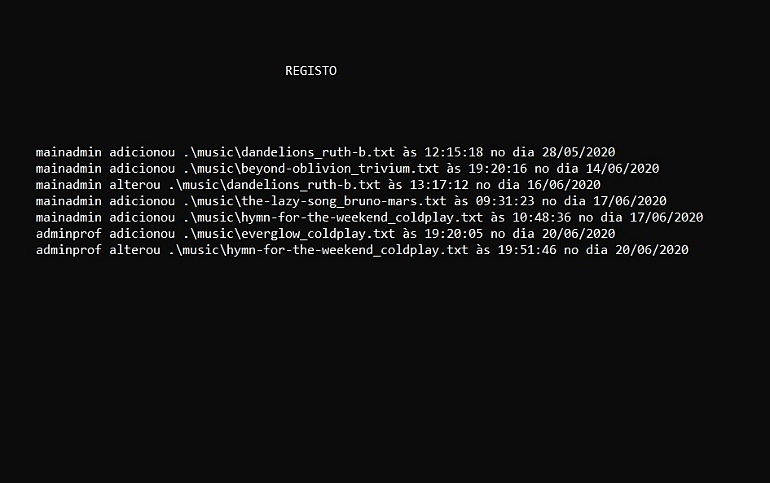 REGISTO
mainadmin adicionou .\music\dandelions_ruth-b.txt às 12:15:18 no dia 28/05/2020
mainadmin adicionou .\music\beyond-oblivion_trivium.txt às 19:20:16 no dia 14/06/2020
mainadmin alterou .\music\dandelions_ruth-b.txt às 13:17:12 no dia 16/06/2020
mainadmin adicionou .\music\the-lazy-song_bruno-mars.txt às 09:31:23 no dia 17/06/2020
mainadmin adicionou .\music\hymn-for-the-weekend_coldplay.txt às 10:48:36 no dia 17/06/2020
adminprof adicionou .\music\everglow_coldplay.txt às 19:20:05 no dia 20/06/2020
adminprof alterou .\music\hymn-for-the-weekend_coldplay.txt às 19:51:46 no dia 20/06/2020